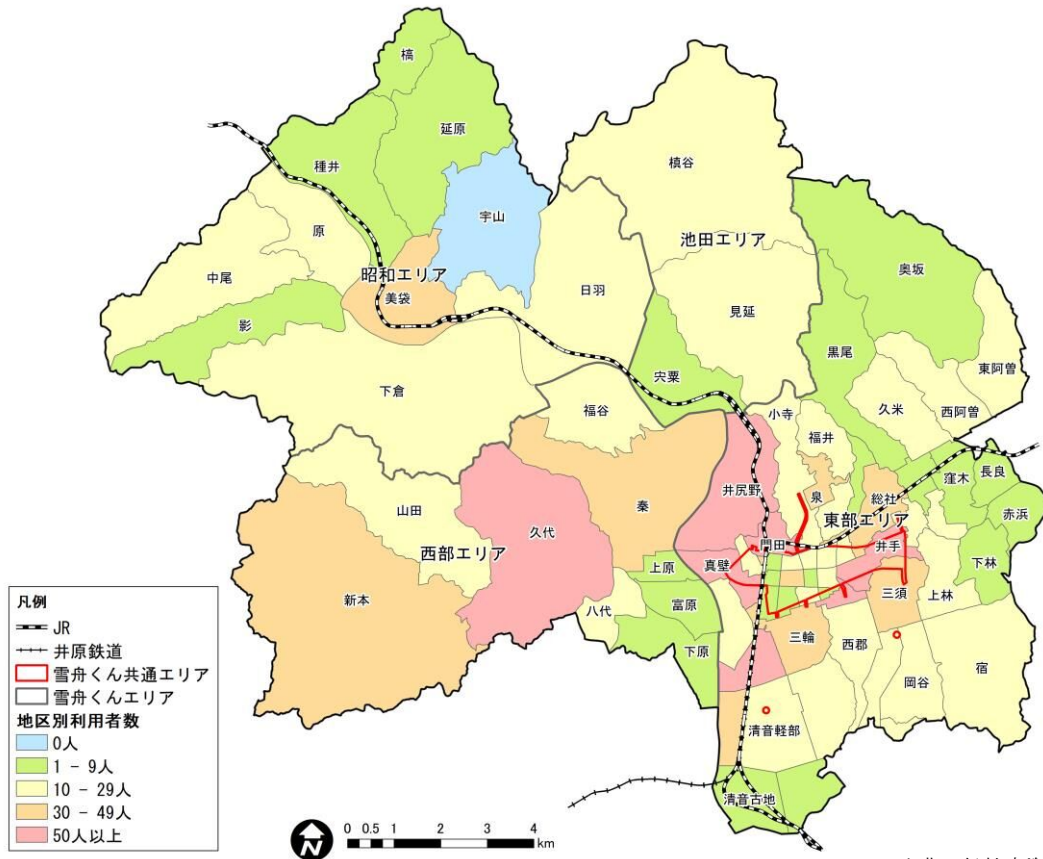 槁
延原
種井
槙谷
宇山
原
池田エリア
奥坂
昭和エリア
中尾
日羽
美袋
見延
影
黒尾
東阿曽
宍粟
下倉
小寺
久米
西阿曽
福谷
福井
窪木
長良
井尻野
泉
総社
赤浜
山田
秦
東部エリア
久代
門田
井手
西部エリア
上原
真壁
下林
新本
八代
富原
三須
上林
下原
三輪
西郡
宿
岡谷
清音軽部
清音古地
凡例
JR
井原鉄道
雪舟くん共通エリア
雪舟くんエリア
地区別利用者数
0人
1 - 9人
10 - 29人
30 - 49人
50人以上
N
0 0.5 1 2 3 4
km